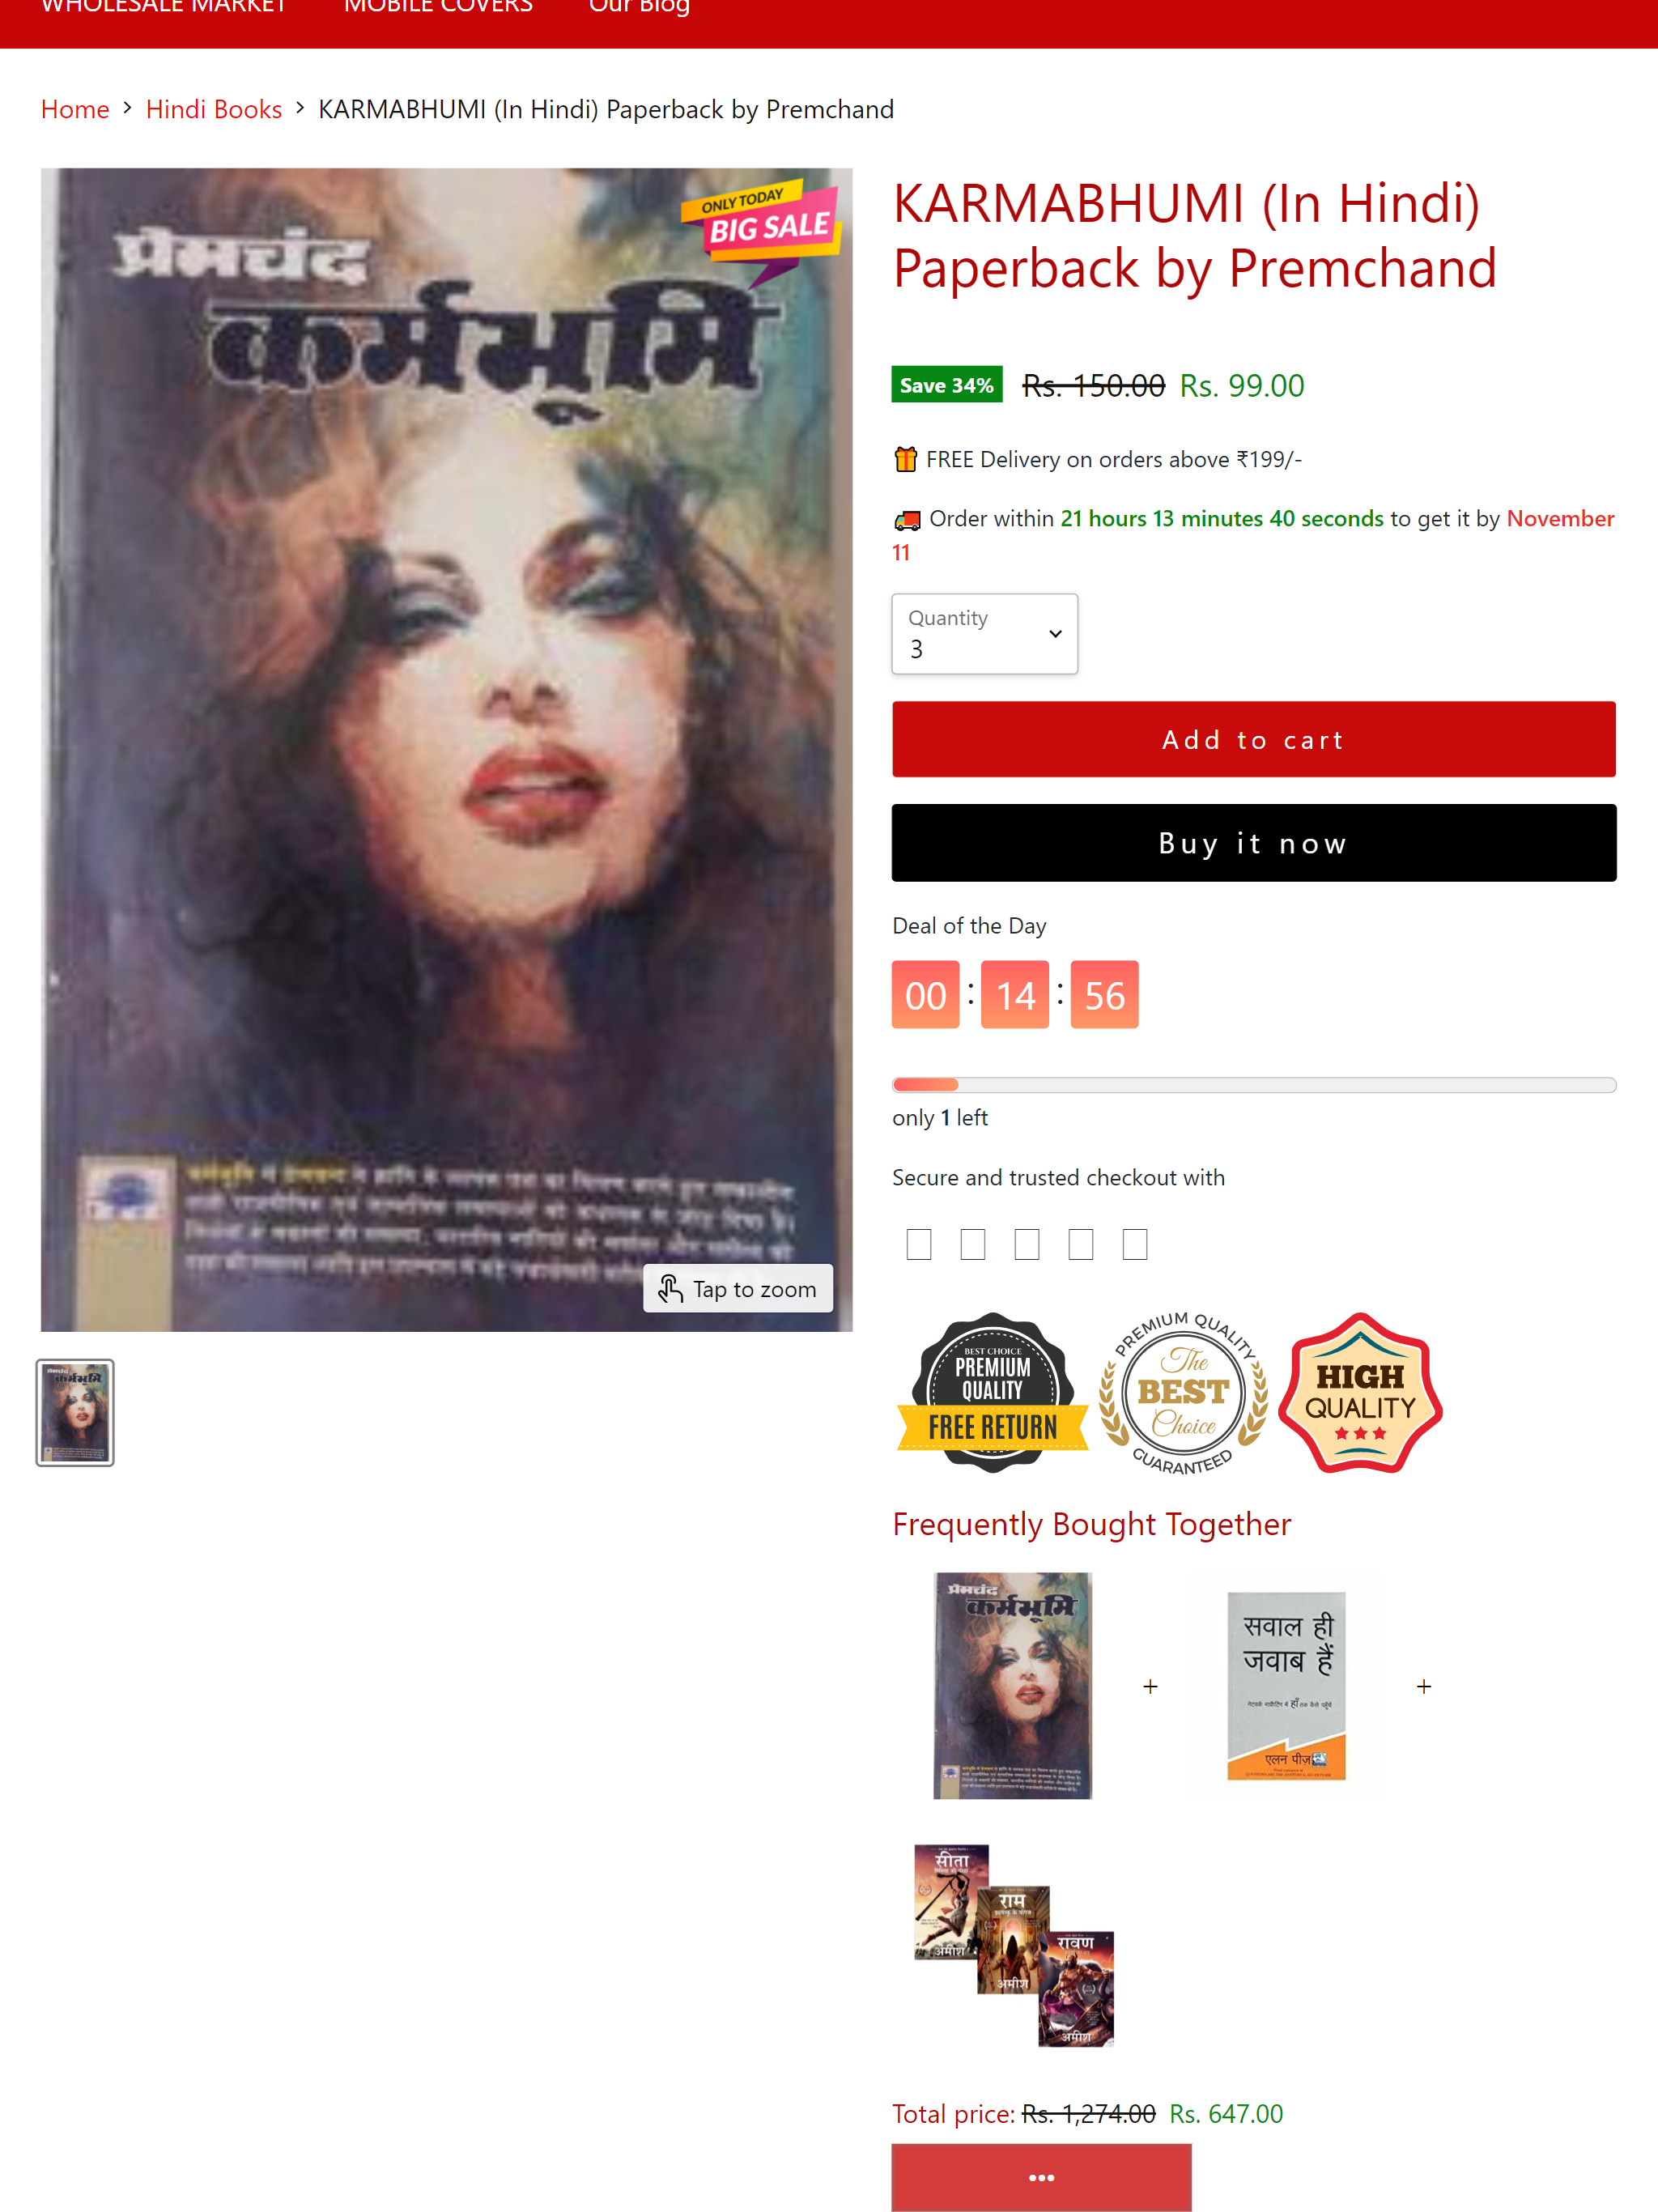 WHOLESALE MARKET MOBILE COVERS Our Blog
Home > Hindi Books > KARMABHUMI (In Hindi) Paperback by Premchand
ONLY TODAY
BIG SALE
प्रेमचंद
कर्मभूमि
Tap to zoom
KARMABHUMI (In Hindi)
Paperback by Premchand
Save 34% Rs. 150.00 Rs. 99.00
FREE Delivery on orders above ₹199/-
Order within 21 hours 13 minutes 40 seconds to get it by November
11
Quantity
3
Add to cart
Buy it now
Deal of the Day
00 : 14 : 56
only 1 left
Secure and trusted checkout with
BEST CHOICE
PREMIUM
QUALITY
FREE RETURN
PREMIUM QUALITY
The
BEST
Choice
GUARANTEED
HIGH
QUALITY
Frequently Bought Together
प्रेमचंद
कर्मभूमि
+
सवाल ही
जवाब हैं
एलन पीज़
+
सीता
अमीश
राम
अमीश
रावण
अमीश
Total price: Rs. 1,274.00 Rs. 647.00